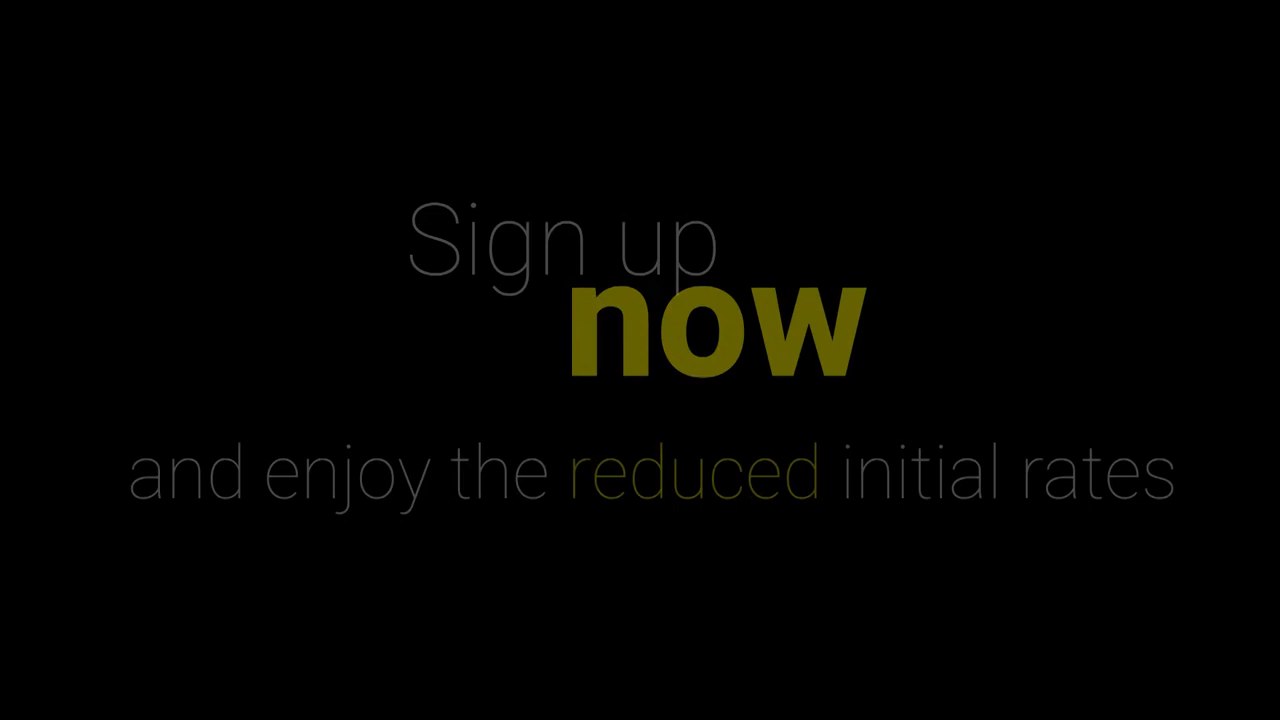 Sign up
now
and enjoy the reduced initial rates